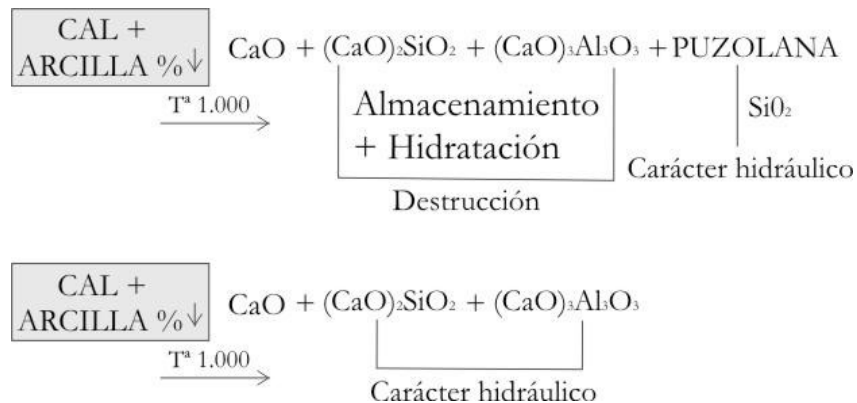 CAL +
ARCILLA %↓
CaO + (CaO)₂SiO₂ + (CaO)₃Al₃O₃ + PUZOLANA
Tª 1.000
Almacenamiento
+ Hidratación
Si0₂
Carácter hidráulico
Destrucción
CAL +
ARCILLA %↓
CaO + (CaO)₂SiO₂ + (CaO)₃Al₃O₃
Tª 1.000
Carácter hidráulico